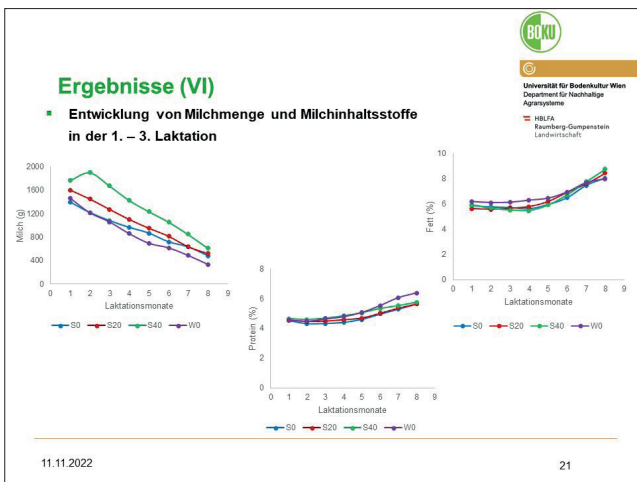 BOKU
Universität für Bodenkultur Wien
Department für Nachhaltige
Agrarsysteme
HBLFA
Raumberg-Gumpenstein
Landwirtschaft
Ergebnisse (VI)
Entwicklung von Milchmenge und Milchinhaltsstoffe
in der 1. – 3. Laktation
2000
1600
1200
800
400
0
Milch (g)
0 1 2 3 4 5 6 7 8 9
Laktationsmonate
S0 S20 S40 W0
8
6
4
2
0
Protein (%)
0 1 2 3 4 5 6 7 8 9
Laktationsmonate
S0 S20 S40 W0
10
8
6
4
2
0
Fett (%)
0 1 2 3 4 5 6 7 8 9
Laktationsmonate
S0 S20 S40 W0
11.11.2022
21